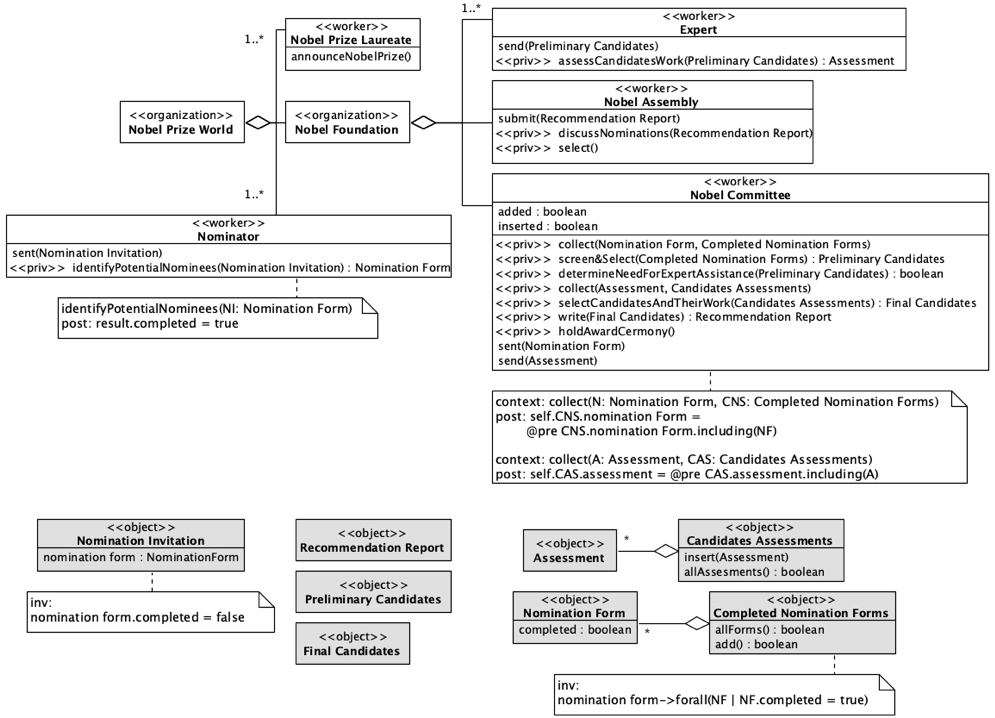 1..*
<<worker>>
Nobel Prize Laureate
announceNobelPrize()
1..*
<<worker>>
Expert
send(Preliminary Candidates)
<<priv>> assessCandidatesWork(Preliminary Candidates) : Assessment
<<organization>>
Nobel Prize World
<<organization>>
Nobel Foundation
<<worker>>
Nobel Assembly
submit(Recommendation Report)
<<priv>> discussNominations(Recommendation Report)
<<priv>> select()
1..*
<<worker>>
Nominator
sent(Nomination Invitation)
<<priv>> identifyPotentialNominees(Nomination Invitation) : Nomination Form
identifyPotentialNominees(NI: Nomination Form)
post: result.completed = true
<<worker>>
Nobel Committee
added : boolean
inserted : boolean
<<priv>> collect(Nomination Form, Completed Nomination Forms)
<<priv>> screen&Select(Completed Nomination Forms) : Preliminary Candidates
<<priv>> determineNeedForExpertAssistance(Preliminary Candidates) : boolean
<<priv>> collect(Assessment, Candidates Assessments)
<<priv>> selectCandidatesAndTheirWork(Candidates Assessments) : Final Candidates
<<priv>> write(Final Candidates) : Recommendation Report
<<priv>> holdAwardCermony()
sent(Nomination Form)
send(Assessment)
context: collect(N: Nomination Form, CNS: Completed Nomination Forms)
post: self.CNS.nomination Form =
@pre CNS.nomination Form.including(NF)
context: collect(A: Assessment, CAS: Candidates Assessments)
post: self.CAS.assessment = @pre CAS.assessment.including(A)
<<object>>
Nomination Invitation
nomination form : NominationForm
inv:
nomination form.completed = false
<<object>>
Recommendation Report
<<object>>
Preliminary Candidates
<<object>>
Final Candidates
<<object>>
Assessment
*
<<object>>
Candidates Assessments
insert(Assessment)
allAssesments() : boolean
<<object>>
Nomination Form
completed : boolean
*
<<object>>
Completed Nomination Forms
allForms() : boolean
add() : boolean
inv:
nomination form->forall(NF | NF.completed = true)